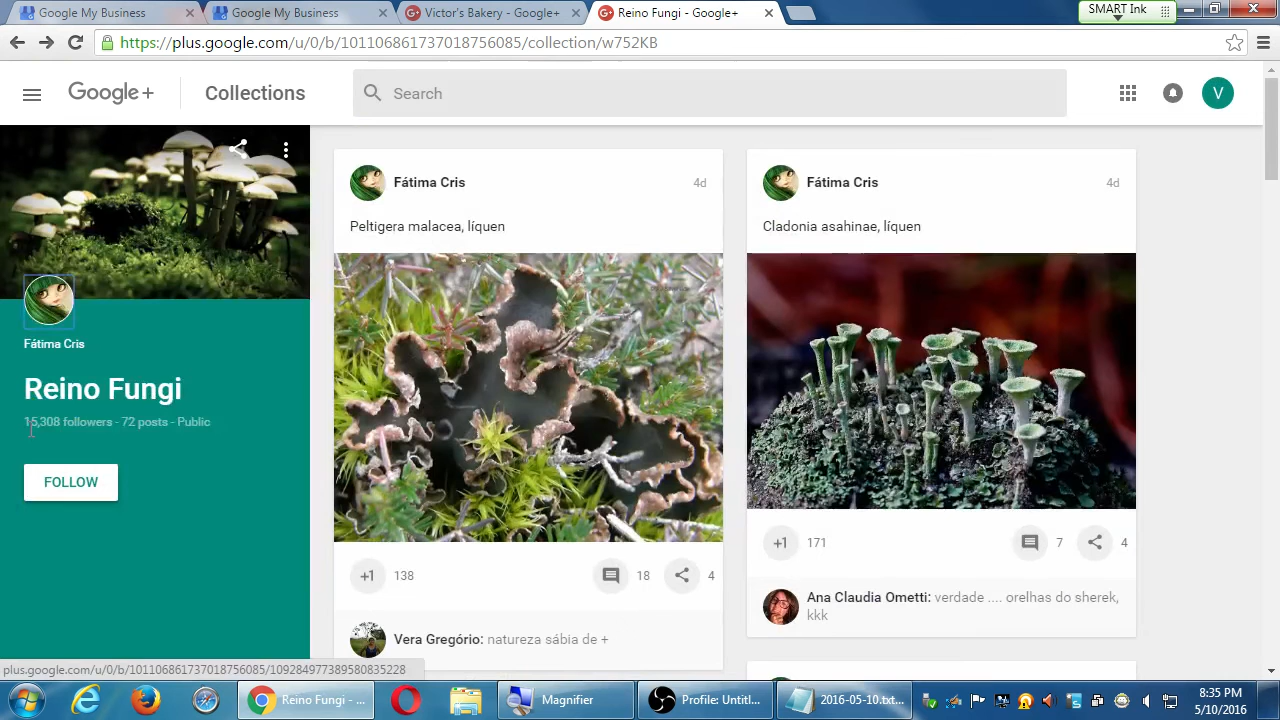 Google My Business
Google My Business
Victor's Bakery - Google+
Reino Fungi - Google+
SMART Ink
https://plus.google.com/u/0/b/101106861737018756085/collection/w752KB
Google+
Collections
Search
V
Fátima Cris
Reino Fungi
15,308 followers - 72 posts - Public
FOLLOW
Fátima Cris
4d
Peltigera malacea, líquen
+1
138
18
4
Vera Gregório: natureza sábia de +
Fátima Cris
4d
Cladonia asahinae, líquen
+1
171
7
4
Ana Claudia Ometti: verdade .... orelhas do sherek,
kkk
plus.google.com/u/0/b/101106861737018756085/109284977389580835228
Reino Fungi - ...
Magnifier
Profile: Untitl...
2016-05-10.txt...
8:35 PM
5/10/2016